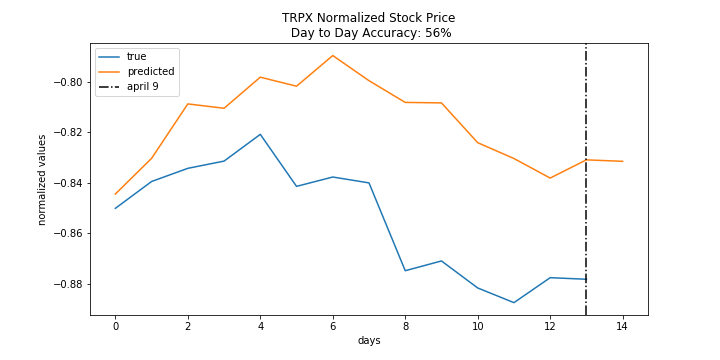 TRPX Normalized Stock Price
Day to Day Accuracy: 56%
true
predicted
april 9
normalized values
−0.80
−0.82
−0.84
−0.86
−0.88
0 2 4 6 8 10 12 14
days